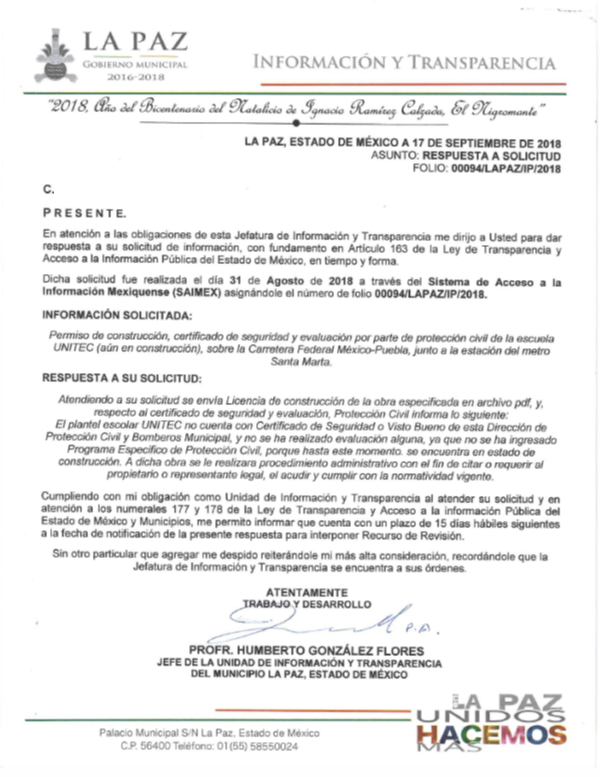 LA PAZ
GOBIERNO MUNICIPAL
2016-2018
INFORMACIÓN Y TRANSPARENCIA
"2018, Año del Bicentenario del Natalicio de Ignacio Ramírez Calzada, El Nigromante"
LA PAZ, ESTADO DE MÉXICO A 17 DE SEPTIEMBRE DE 2018
ASUNTO: RESPUESTA A SOLICITUD
FOLIO: 00094/LAPAZ/IP/2018
C.
P R E S E N T E.
En atención a las obligaciones de esta Jefatura de Información y Transparencia me dirijo a Usted para dar
respuesta a su solicitud de información, con fundamento en Artículo 163 de la Ley de Transparencia y
Acceso a la Información Pública del Estado de México, en tiempo y forma.
Dicha solicitud fue realizada el día 31 de Agosto de 2018 a través del Sistema de Acceso a la
Información Mexiquense (SAIMEX) asignándole el número de folio 00094/LAPAZ/IP/2018.
INFORMACIÓN SOLICITADA:
Permiso de construcción, certificado de seguridad y evaluación por parte de protección civil de la escuela
UNITEC (aún en construcción), sobre la Carretera Federal México-Puebla, junto a la estación del metro
Santa Marta.
RESPUESTA A SU SOLICITUD:
Atendiendo a su solicitud se envía Licencia de construcción de la obra especificada en archivo pdf, y,
respecto al certificado de seguridad y evaluación, Protección Civil informa lo siguiente:
El plantel escolar UNITEC no cuenta con Certificado de Seguridad o Visto Bueno de esta Dirección de
Protección Civil y Bomberos Municipal, y no se ha realizado evaluación alguna, ya que no se ha ingresado
Programa Especifico de Protección Civil, porque hasta este momento. se encuentra en estado de
construcción. A dicha obra se le realizara procedimiento administrativo con el fin de citar o requerir al
propietario o representante legal, el acudir y cumplir con la normatividad vigente.
Cumpliendo con mi obligación como Unidad de Información y Transparencia al atender su solicitud y en
atención a los numerales 177 y 178 de la Ley de Transparencia y Acceso a la información Pública del
Estado de México y Municipios, me permito informar que cuenta con un plazo de 15 días hábiles siguientes
a la fecha de notificación de la presente respuesta para interponer Recurso de Revisión.
Sin otro particular que agregar me despido reiterándole mi más alta consideración, recordándole que la
Jefatura de Información y Transparencia se encuentra a sus órdenes.
ATENTAMENTE
TRABAJO Y DESARROLLO
P.A.
PROFR. HUMBERTO GONZÁLEZ FLORES
JEFE DE LA UNIDAD DE INFORMACIÓN Y TRANSPARENCIA
DEL MUNICIPIO LA PAZ, ESTADO DE MÉXICO
EN LA PAZ
UNIDOS
HACEMOS
MÁS
Palacio Municipal S/N La Paz, Estado de México
C.P. 56400 Teléfono: 01(55) 58550024